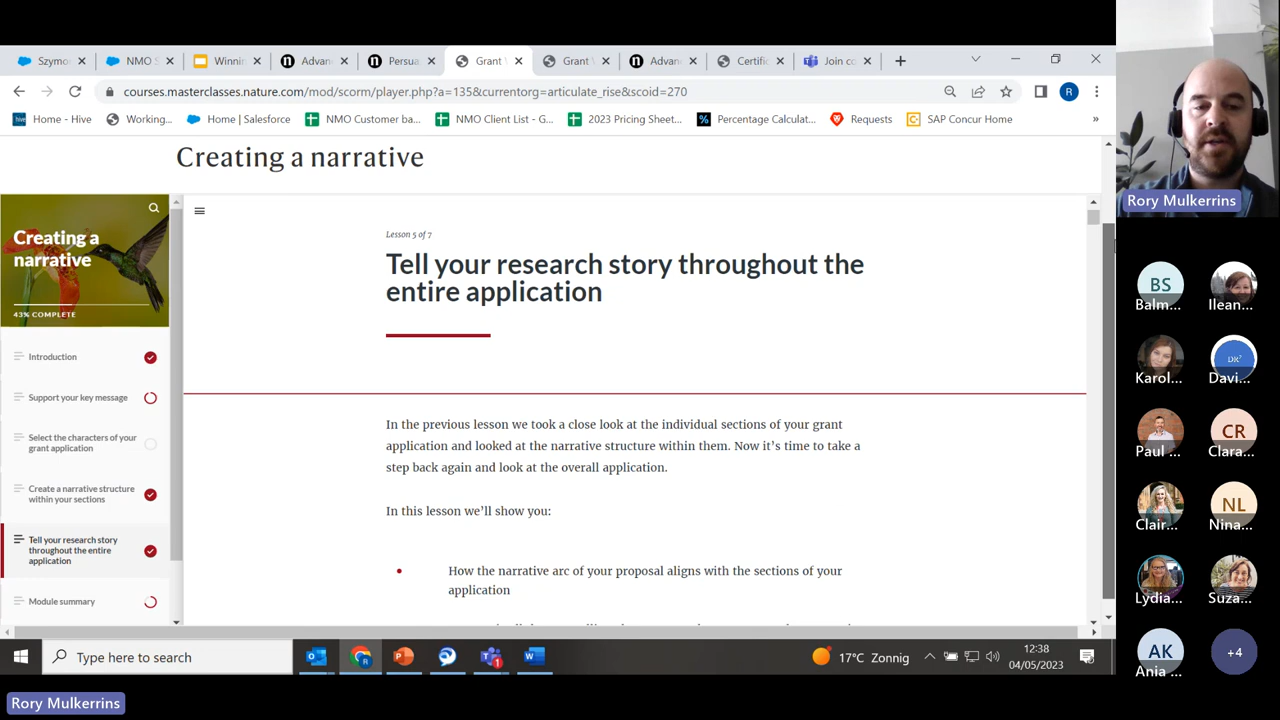 Szymo
NMO S
Winni
Advan
Persua
Grant
Grant
Advan
Certific
Join co
courses.masterclasses.nature.com/mod/scorm/player.php?a=135&currentorg=articulate_rise&scoid=270
R
Home - Hive
Working...
Home | Salesforce
NMO Customer ba...
NMO Client List - G...
2023 Pricing Sheet...
Percentage Calculat...
Requests
SAP Concur Home
»
Creating a narrative
Creating a
narrative
43% COMPLETE
Introduction
Support your key message
Select the characters of your
grant application
Create a narrative structure
within your sections
Tell your research story
throughout the entire
application
Module summary
Lesson 5 of 7
Tell your research story throughout the
entire application
In the previous lesson we took a close look at the individual sections of your grant
application and looked at the narrative structure within them. Now it's time to take a
step back again and look at the overall application.
In this lesson we'll show you:
• How the narrative arc of your proposal aligns with the sections of your
application
Type here to search
17°C Zonnig
12:38
04/05/2023
Rory Mulkerrins
Rory Mulkerrins
BS
Balm...
Ilean...
Karol...
DR
Davi...
Paul ...
CR
Clara...
Clair...
NL
Nina...
Lydia...
Suza...
AK
Ania ...
+4